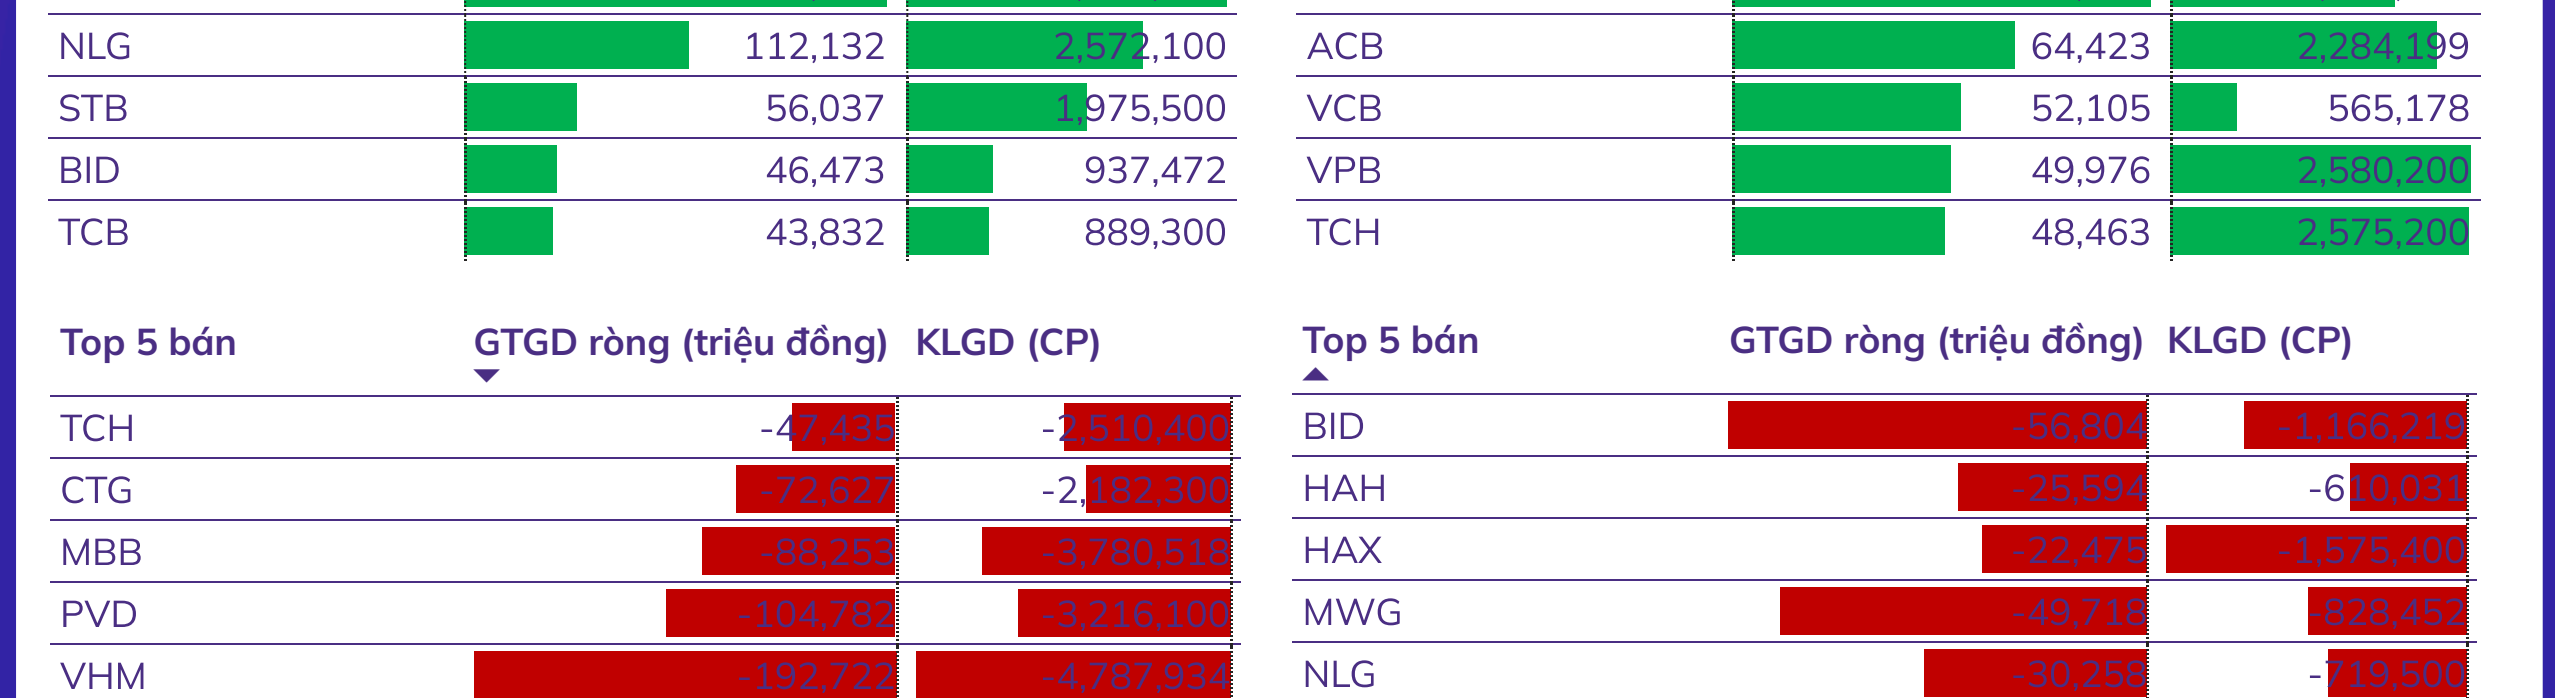 NLG 112,132 2,572,100
STB 56,037 1,975,500
BID 46,473 937,472
TCB 43,832 889,300
Top 5 bán GTGD ròng (triệu đồng) KLGD (CP)
TCH -47,435 -2,510,400
CTG -72,627 -2,182,300
MBB -88,253 -3,780,518
PVD -104,782 -3,216,100
VHM -192,722 -4,787,934
ACB 64,423 2,284,199
VCB 52,105 565,178
VPB 49,976 2,580,200
TCH 48,463 2,575,200
Top 5 bán GTGD ròng (triệu đồng) KLGD (CP)
BID -56,804 -1,166,219
HAH -25,594 -610,031
HAX -22,475 -1,575,400
MWG -49,718 -828,452
NLG -30,258 -719,500